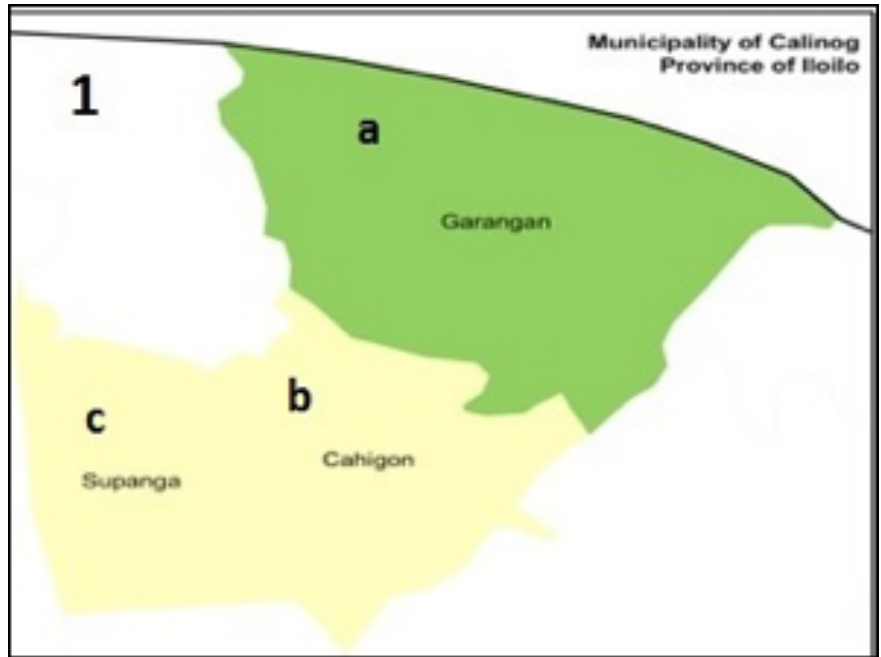 Municipality of Calinog
Province of Iloilo
1
a
Garangan
b
c
Cahigon
Supanga